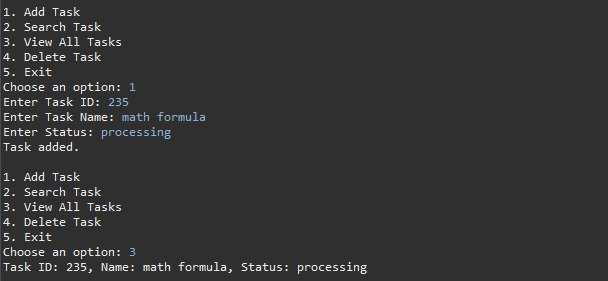 1. Add Task
2. Search Task
3. View All Tasks
4. Delete Task
5. Exit
Choose an option: 1
Enter Task ID: 235
Enter Task Name: math formula
Enter Status: processing
Task added.

1. Add Task
2. Search Task
3. View All Tasks
4. Delete Task
5. Exit
Choose an option: 3
Task ID: 235, Name: math formula, Status: processing